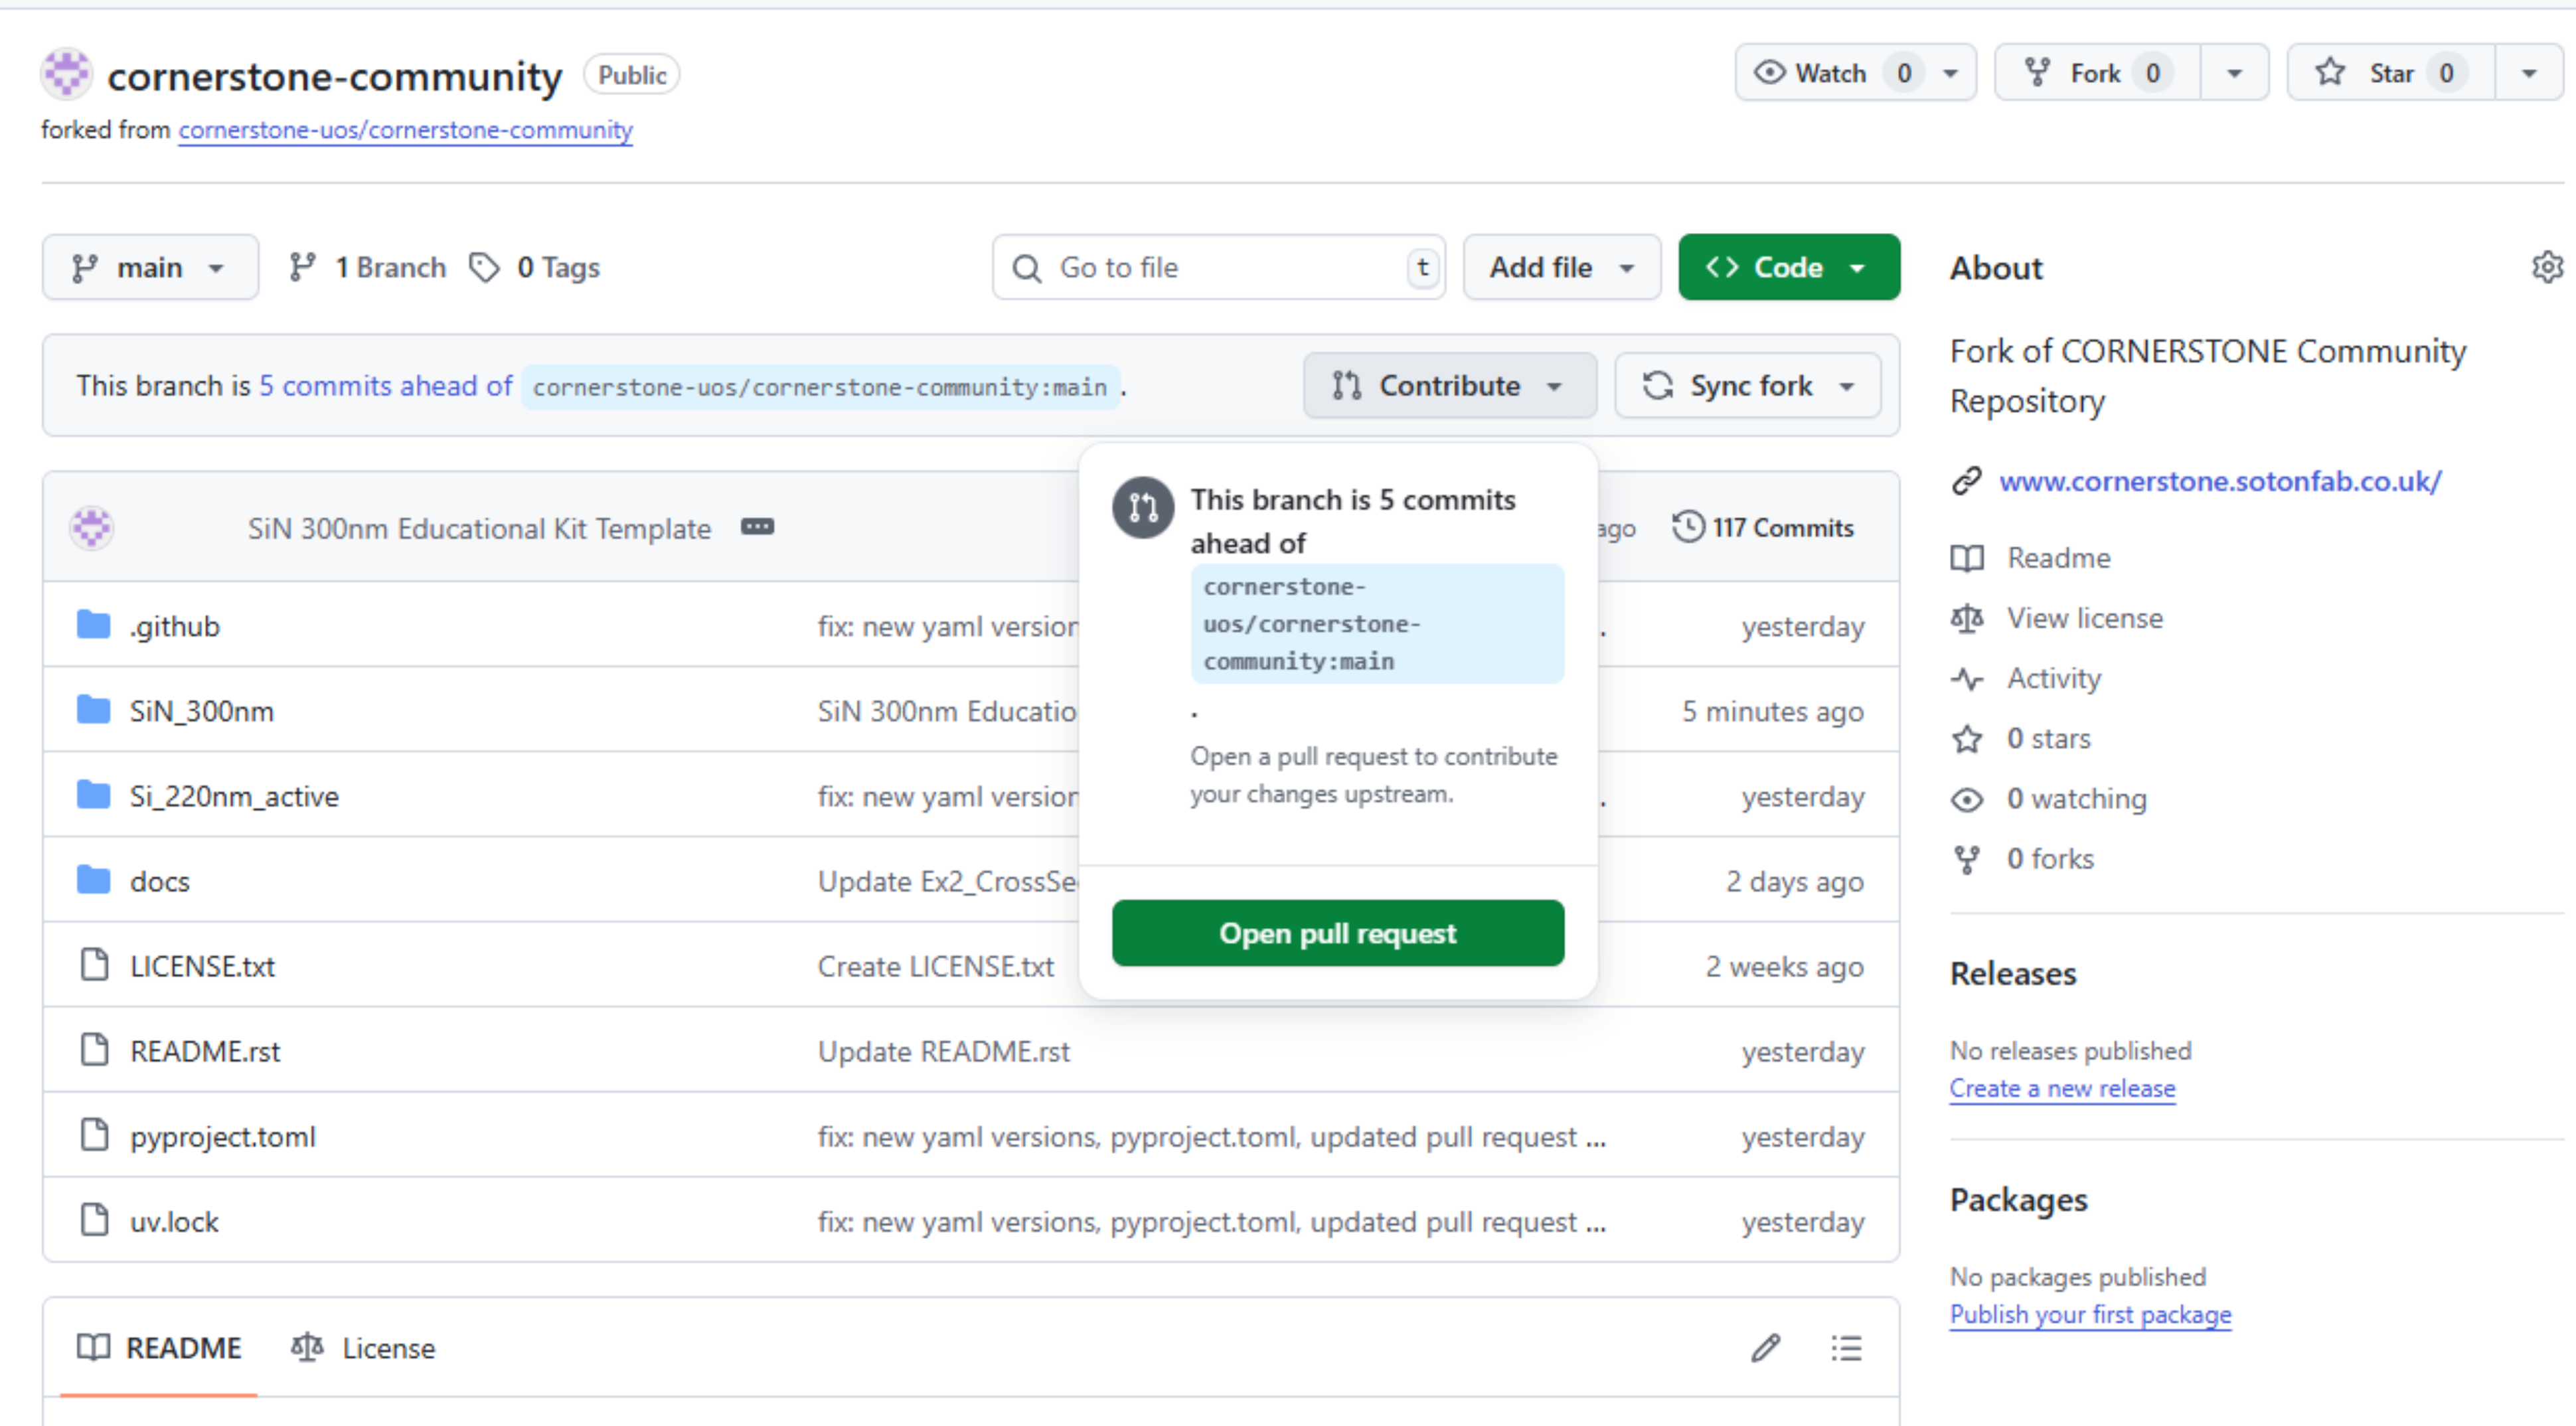 cornerstone-community Public
Watch 0
Fork 0
Star 0
forked from cornerstone-uos/cornerstone-community
main
1 Branch
0 Tags
Go to file t
Add file
<> Code
This branch is 5 commits ahead of cornerstone-uos/cornerstone-community:main .
Contribute
Sync fork
This branch is 5 commits
ahead of
cornerstone-
uos/cornerstone-
community:main
.
Open a pull request to contribute
your changes upstream.
Open pull request
SiN 300nm Educational Kit Template
ago
117 Commits
.github fix: new yaml version . yesterday
SiN_300nm SiN 300nm Educatio 5 minutes ago
Si_220nm_active fix: new yaml version . yesterday
docs Update Ex2_CrossSe 2 days ago
LICENSE.txt Create LICENSE.txt 2 weeks ago
README.rst Update README.rst yesterday
pyproject.toml fix: new yaml versions, pyproject.toml, updated pull request ... yesterday
uv.lock fix: new yaml versions, pyproject.toml, updated pull request ... yesterday
README
License
About
Fork of CORNERSTONE Community
Repository
www.cornerstone.sotonfab.co.uk/
Readme
View license
Activity
0 stars
0 watching
0 forks
Releases
No releases published
Create a new release
Packages
No packages published
Publish your first package